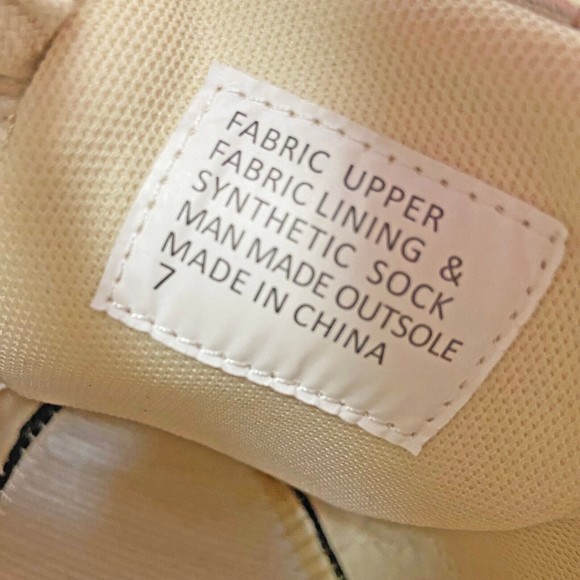 FABRIC UPPER
FABRIC LINING &
SYNTHETIC SOCK
MAN MADE OUTSOLE
MADE IN CHINA
7